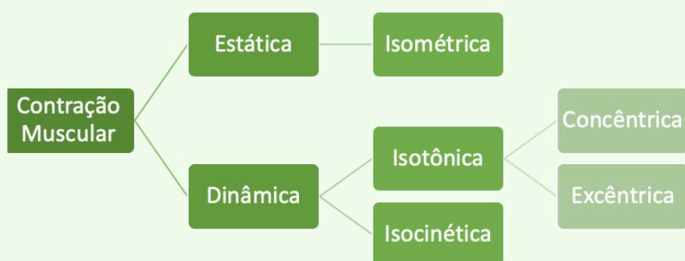 Contração
Muscular
Estática
Isométrica
Dinâmica
Isotônica
Isocinética
Concêntrica
Excêntrica